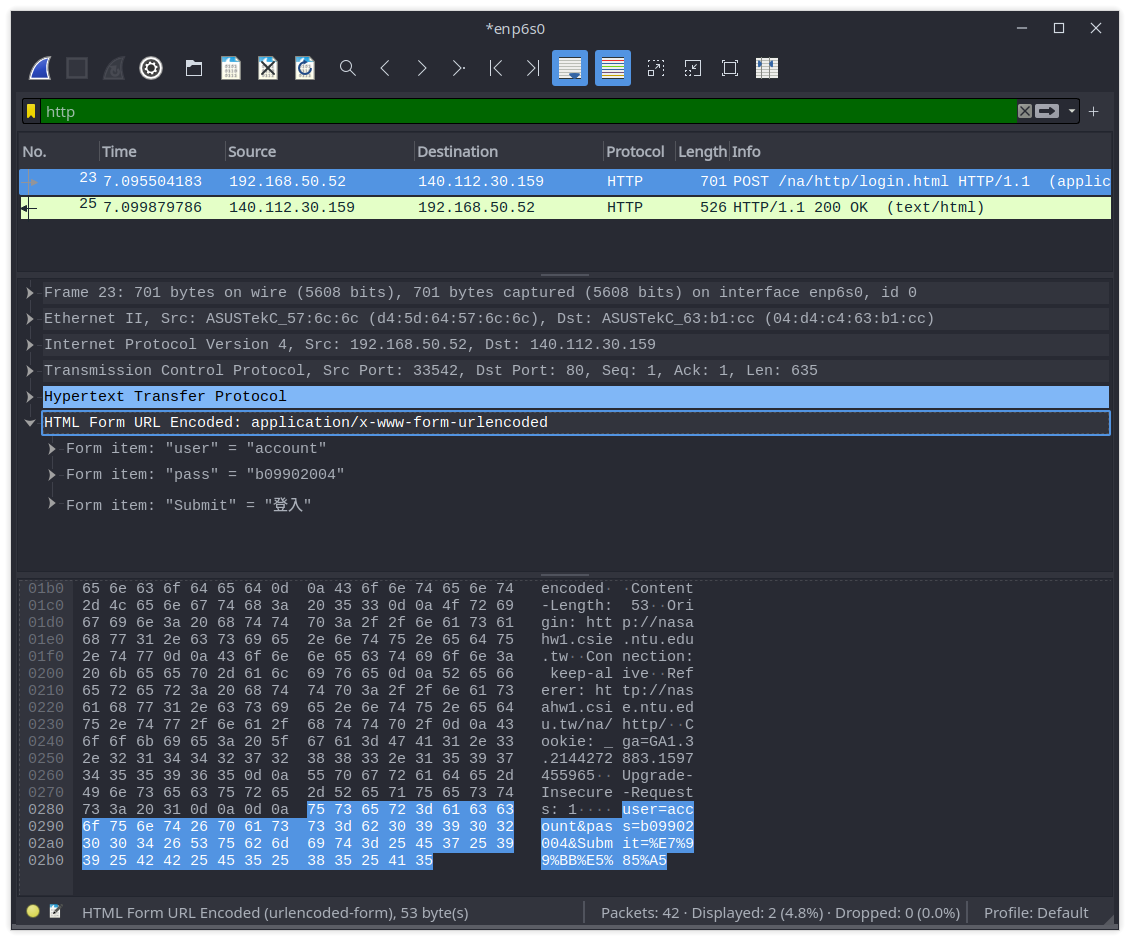 *enp6s0
http
No. Time Source Destination Protocol Length Info
23 7.095504183 192.168.50.52 140.112.30.159 HTTP 701 POST /na/http/login.html HTTP/1.1  (applic
25 7.099879786 140.112.30.159 192.168.50.52 HTTP 526 HTTP/1.1 200 OK  (text/html)
Frame 23: 701 bytes on wire (5608 bits), 701 bytes captured (5608 bits) on interface enp6s0, id 0
Ethernet II, Src: ASUSTekC_57:6c:6c (d4:5d:64:57:6c:6c), Dst: ASUSTekC_63:b1:cc (04:d4:c4:63:b1:cc)
Internet Protocol Version 4, Src: 192.168.50.52, Dst: 140.112.30.159
Transmission Control Protocol, Src Port: 33542, Dst Port: 80, Seq: 1, Ack: 1, Len: 635
Hypertext Transfer Protocol
HTML Form URL Encoded: application/x-www-form-urlencoded
Form item: "user" = "account"
Form item: "pass" = "b09902004"
Form item: "Submit" = "登入"
01b0 65 6e 63 6f 64 65 64 0d 0a 43 6f 6e 74 65 6e 74 encoded· ·Content
01c0 2d 4c 65 6e 67 74 68 3a 20 35 33 0d 0a 4f 72 69 -Length:  53··Ori
01d0 67 69 6e 3a 20 68 74 74 70 3a 2f 2f 6e 61 73 61 gin: htt p://nasa
01e0 68 77 31 2e 63 73 69 65 2e 6e 74 75 2e 65 64 75 hw1.csie .ntu.edu
01f0 2e 74 77 0d 0a 43 6f 6e 6e 65 63 74 69 6f 6e 3a .tw··Con nection:
0200 20 6b 65 65 70 2d 61 6c 69 76 65 0d 0a 52 65 66 keep-al ive··Ref
0210 65 72 65 72 3a 20 68 74 74 70 3a 2f 2f 6e 61 73 erer: ht tp://nas
0220 61 68 77 31 2e 63 73 69 65 2e 6e 74 75 2e 65 64 ahw1.csi e.ntu.ed
0230 75 2e 74 77 2f 6e 61 2f 68 74 74 70 2f 0d 0a 43 u.tw/na/ http/··C
0240 6f 6f 6b 69 65 3a 20 5f 67 61 3d 47 41 31 2e 33 ookie: _ ga=GA1.3
0250 2e 32 31 34 34 32 37 32 38 38 33 2e 31 35 39 37 .2144272 883.1597
0260 34 35 35 39 36 35 0d 0a 55 70 67 72 61 64 65 2d 455965·· Upgrade-
0270 49 6e 73 65 63 75 72 65 2d 52 65 71 75 65 73 74 Insecure -Request
0280 73 3a 20 31 0d 0a 0d 0a 75 73 65 72 3d 61 63 63 s: 1···· user=acc
0290 6f 75 6e 74 26 70 61 73 73 3d 62 30 39 39 30 32 ount&pas s=b09902
02a0 30 30 34 26 53 75 62 6d 69 74 3d 25 45 37 25 39 004&Subm it=%E7%9
02b0 39 25 42 42 25 45 35 25 38 35 25 41 35 9%BB%E5% 85%A5
HTML Form URL Encoded (urlencoded-form), 53 byte(s) Packets: 42 · Displayed: 2 (4.8%) · Dropped: 0 (0.0%) Profile: Default